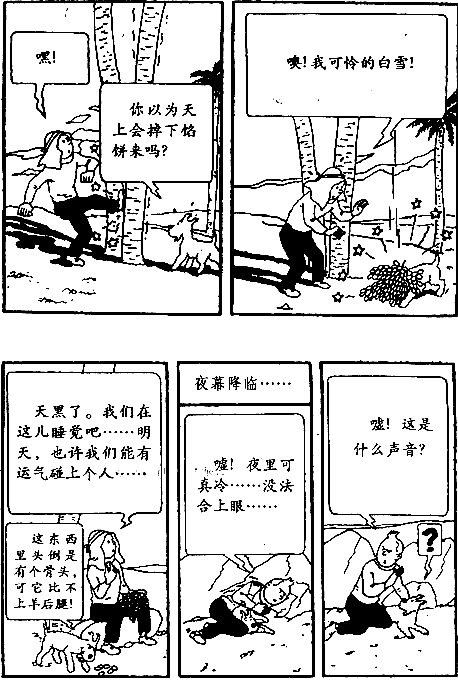 嘿!
你以为天
上会掉下馅
饼来吗?
噢!我可怜的白雪!
天黑了。我们在
这儿睡觉吧……明
天,也许我们能有
运气碰上个人……
这东西
里头倒是
有个骨头,
可它比不
上羊后腿!
夜幕降临……
嘘!夜里可
真冷……没法
合上眼……
嘘!这是
什么声音?
?